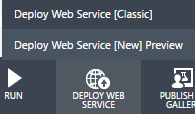 Deploy Web Service [Classic]
Deploy Web Service [New] Preview
RUN
DEPLOY WEB
SERVICE
PUBLISH
GALLER